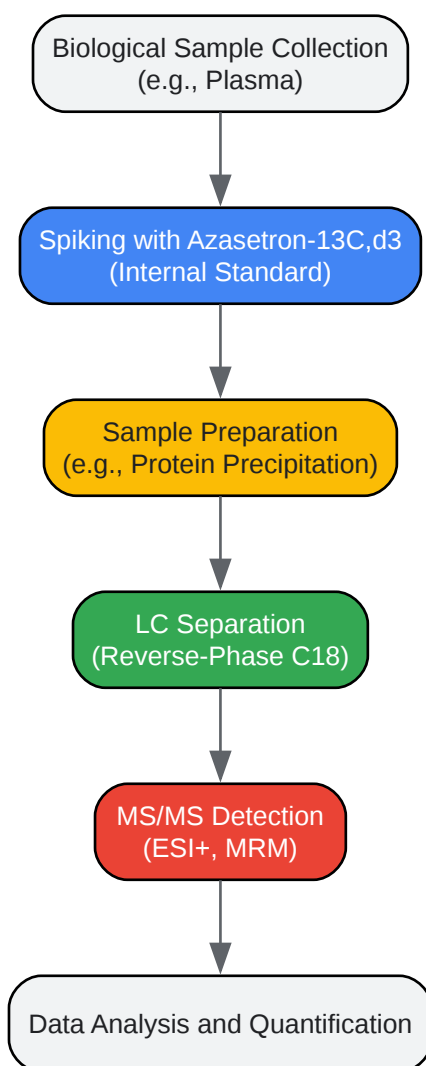 Biological Sample Collection
(e.g., Plasma)
Spiking with Azasetron-13C,d3
(Internal Standard)
Sample Preparation
(e.g., Protein Precipitation)
LC Separation
(Reverse-Phase C18)
MS/MS Detection
(ESI+, MRM)
Data Analysis and Quantification